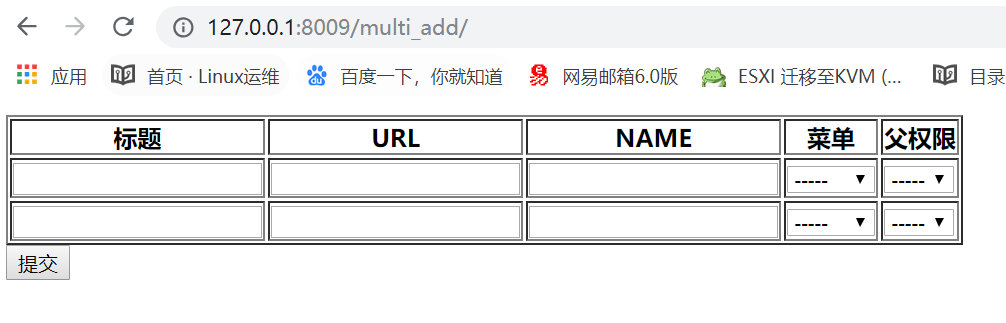 127.0.0.1:8009/multi_add/
应用 首页 · Linux运维 百度一下，你就知道 网易邮箱6.0版 ESXI 迁移至KVM (... 目录
标题 URL NAME 菜单 父权限
----- -----
----- -----
提交